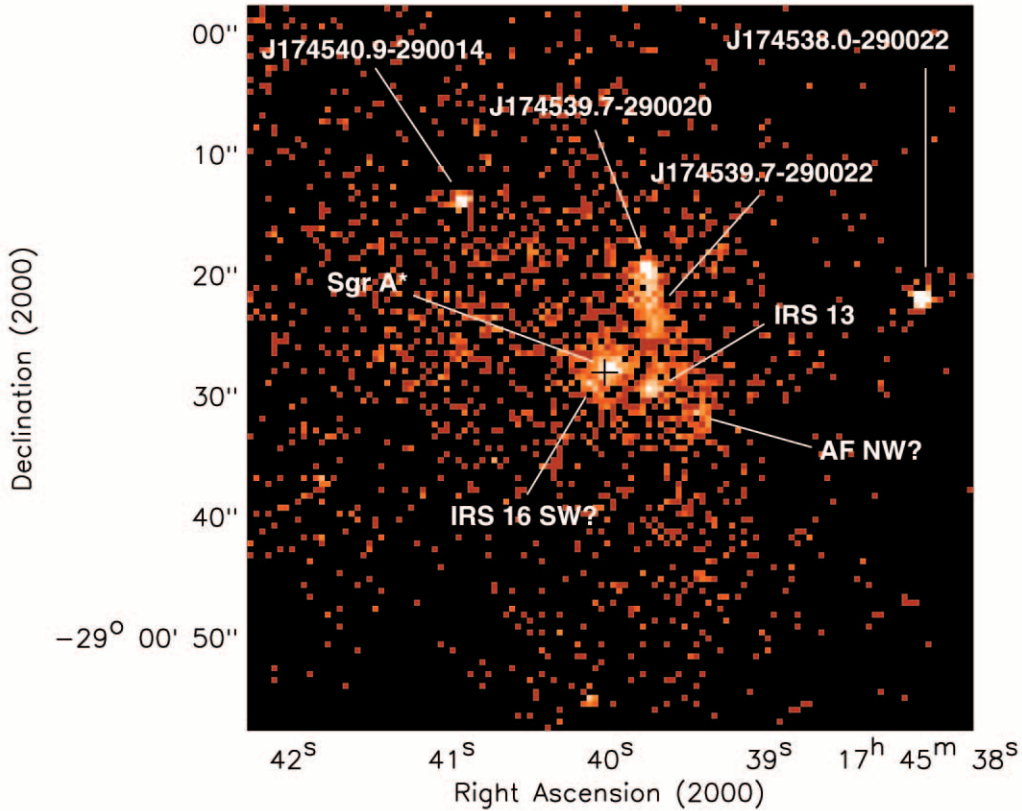 00"
J174540.9-290014
J174538.0-290022
J174539.7-290020
10"
J174539.7-290022
20"
Sgr A*
IRS 13
30"
AF NW?
IRS 16 SW?
40"
−29° 00' 50"
Declination (2000)
42ˢ 41ˢ 40ˢ 39ˢ 17ʰ 45ᵐ 38ˢ
Right Ascension (2000)